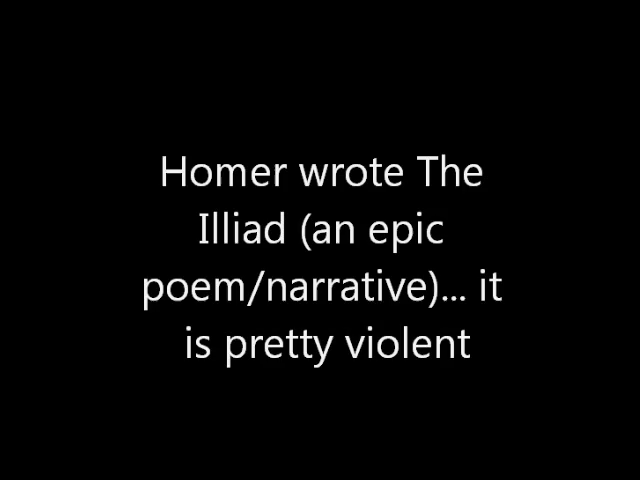 Homer wrote The
Illiad (an epic
poem/narrative)... it
is pretty violent